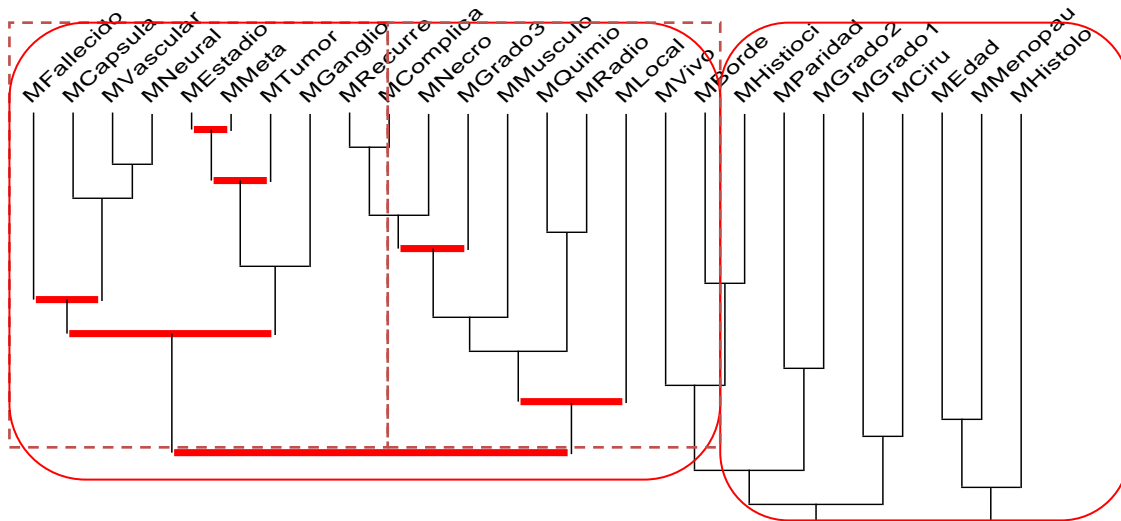 MFallecido
MCapsula
MVascular
MNeural
MEstadio
MMeta
MTumor
MGanglio
MRecurre
MComplica
MNecro
MGrado3
MMusculo
MQuimio
MRadio
MLocal
MVivo
MBorde
MHistioci
MParidad
MGrado2
MGrado1
MCiru
MEdad
MMenopau
MHistolo